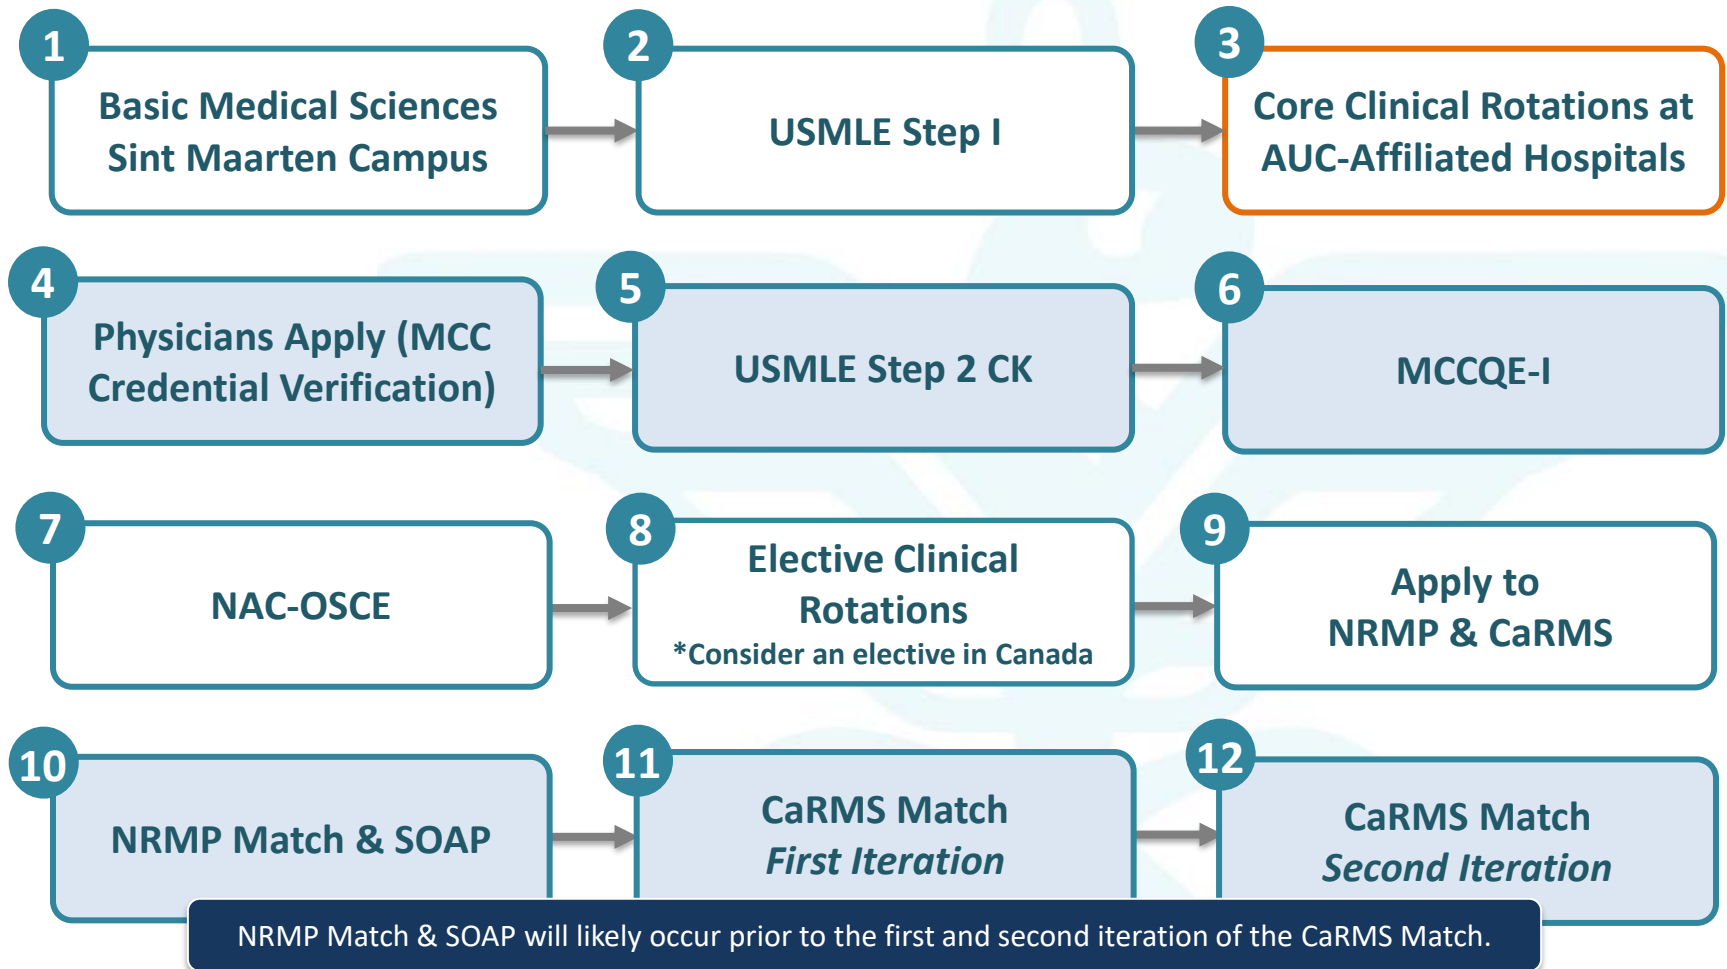 1
Basic Medical Sciences
Sint Maarten Campus
2
USMLE Step I
3
Core Clinical Rotations at
AUC-Affiliated Hospitals
4
Physicians Apply (MCC
Credential Verification)
5
USMLE Step 2 CK
6
MCCQE-I
7
NAC-OSCE
8
Elective Clinical
Rotations
*Consider an elective in Canada
9
Apply to
NRMP & CaRMS
10
NRMP Match & SOAP
11
CaRMS Match
First Iteration
12
CaRMS Match
Second Iteration
NRMP Match & SOAP will likely occur prior to the first and second iteration of the CaRMS Match.